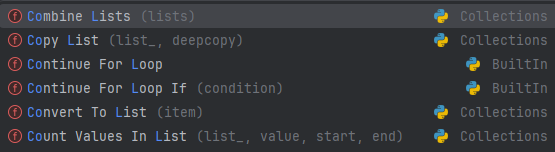 f Combine Lists (lists) Collections
f Copy List (list_, deepcopy) Collections
f Continue For Loop BuiltIn
f Continue For Loop If (condition) BuiltIn
f Convert To List (item) Collections
f Count Values In List (list_, value, start, end) Collections